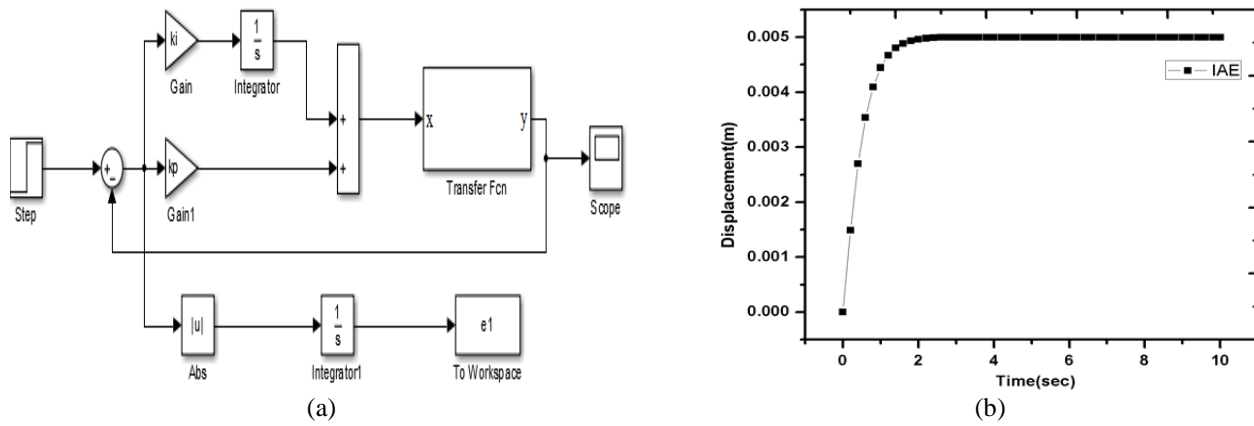 ki
Gain
1
s
Integrator
+
+
x
y
Transfer Fcn
Step
+
−
kp
Gain1
Scope
|u|
Abs
1
s
Integrator1
e1
To Workspace
(a)
0.005
0.004
0.003
0.002
0.001
0.000
Displacement(m)
IAE
0
2
4
6
8
10
Time(sec)
(b)